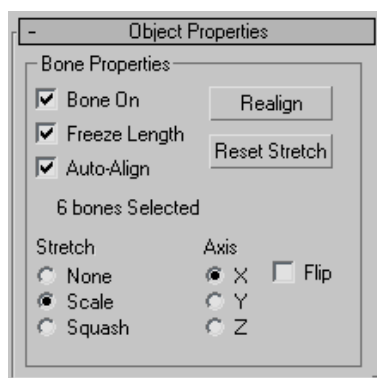 - Object Properties
Bone Properties
Bone On
Realign
Freeze Length
Reset Stretch
Auto-Align
6 bones Selected
Stretch
Axis
None
X
Flip
Scale
Y
Squash
Z